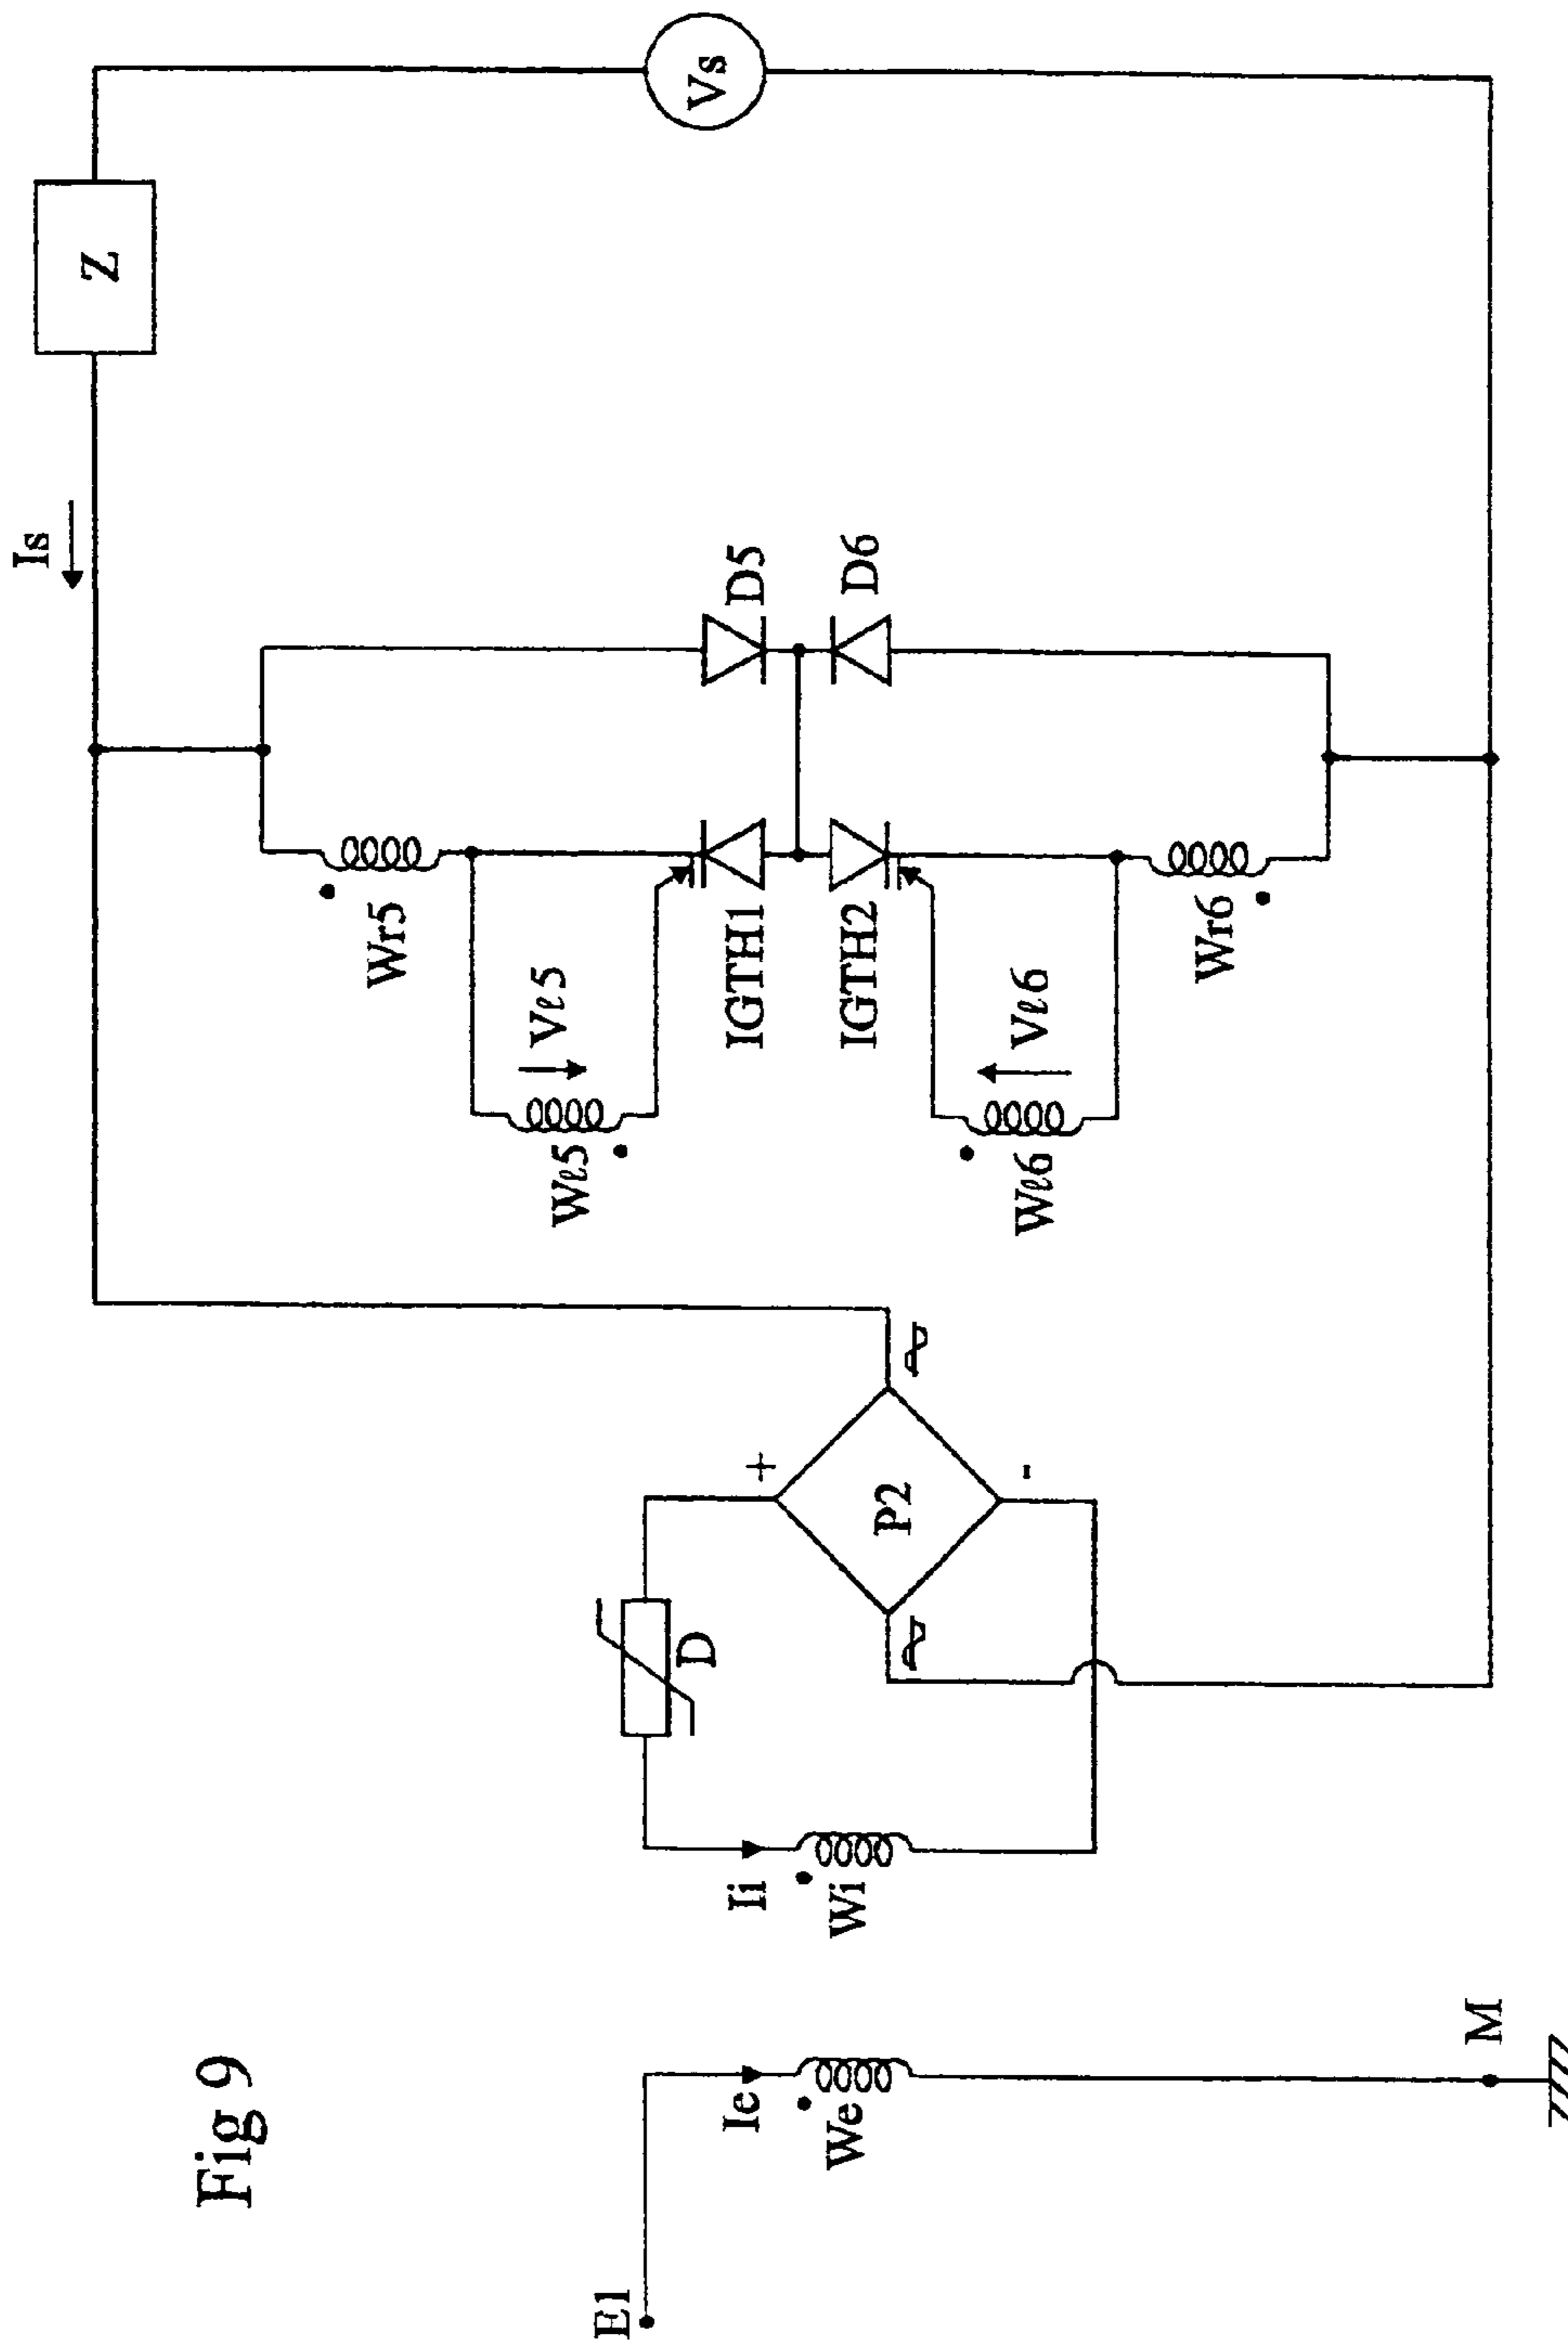 Fig 9
E1
Ie
We
M
Ii
Wi
D
+
P2
-
Wℓ5
Vℓ5
Wℓ6
Vℓ6
Wr5
IGTH1
IGTH2
Wr6
D5
D6
Is
Z
Vs